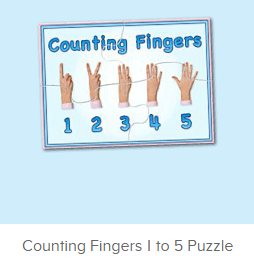 Counting Fingers
1 2 3 4 5
Counting Fingers 1 to 5 Puzzle